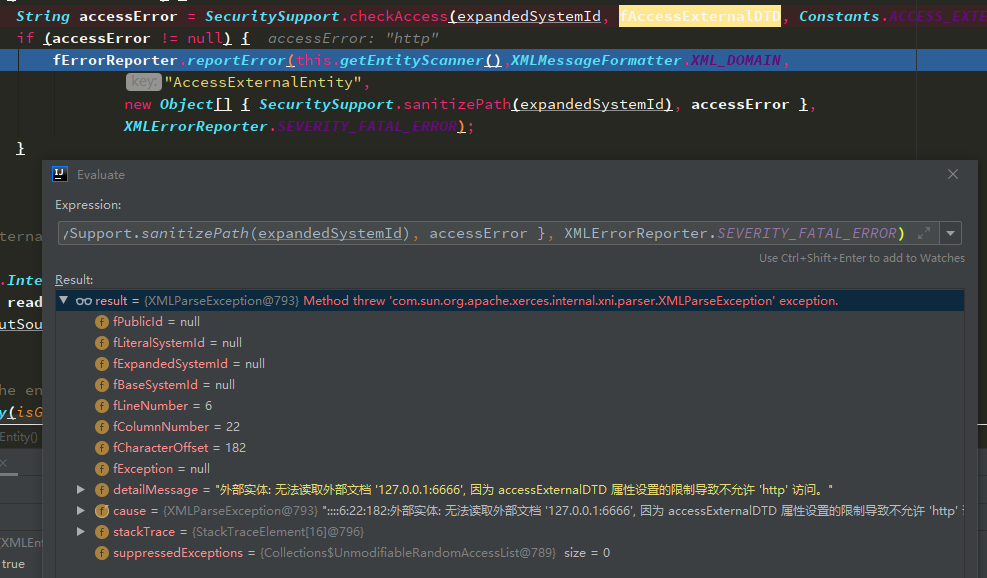 String accessError = SecuritySupport.checkAccess(expandedSystemId, fAccessExternalDTD, Constants.ACCESS_EXTE
if (accessError != null) { accessError: "http"
fErrorReporter.reportError(this.getEntityScanner(),XMLMessageFormatter.XML_DOMAIN,
key: "AccessExternalEntity",
new Object[] { SecuritySupport.sanitizePath(expandedSystemId), accessError },
XMLErrorReporter.SEVERITY_FATAL_ERROR);
}
Evaluate
Expression:
ySupport.sanitizePath(expandedSystemId), accessError }, XMLErrorReporter.SEVERITY_FATAL_ERROR)
Use Ctrl+Shift+Enter to add to Watches
Result:
result = {XMLParseException@793} Method threw 'com.sun.org.apache.xerces.internal.xni.parser.XMLParseException' exception.
fPublicId = null
fLiteralSystemId = null
fExpandedSystemId = null
fBaseSystemId = null
fLineNumber = 6
fColumnNumber = 22
fCharacterOffset = 182
fException = null
detailMessage = "外部实体: 无法读取外部文档 '127.0.0.1:6666', 因为 accessExternalDTD 属性设置的限制导致不允许 'http' 访问。"
cause = {XMLParseException@793} "::::6:22:182:外部实体: 无法读取外部文档 '127.0.0.1:6666', 因为 accessExternalDTD 属性设置的限制导致不允许 'http'
stackTrace = {StackTraceElement[16]@796}
suppressedExceptions = {Collections$UnmodifiableRandomAccessList@789} size = 0
terna
.Inte
read
utSou
he en
y(isG
Entity()
XMLEn
true